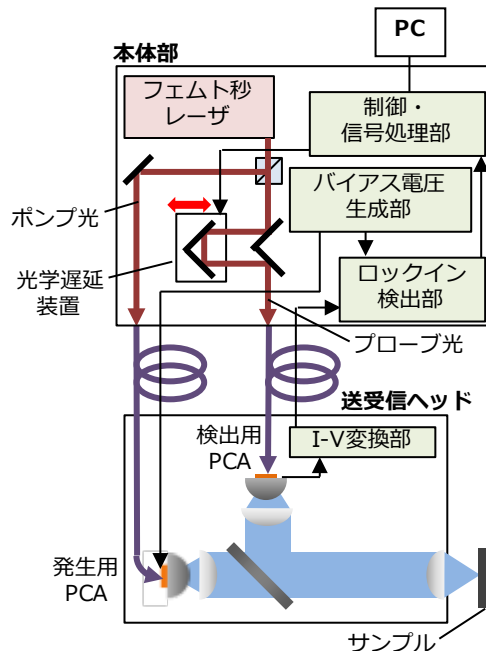 PC
本体部
フェムト秒
レーザ
制御・
信号処理部
バイアス電圧
生成部
ポンプ光
光学遅延
装置
ロックイン
検出部
プローブ光
送受信ヘッド
検出用
PCA
I-V変換部
発生用
PCA
サンプル